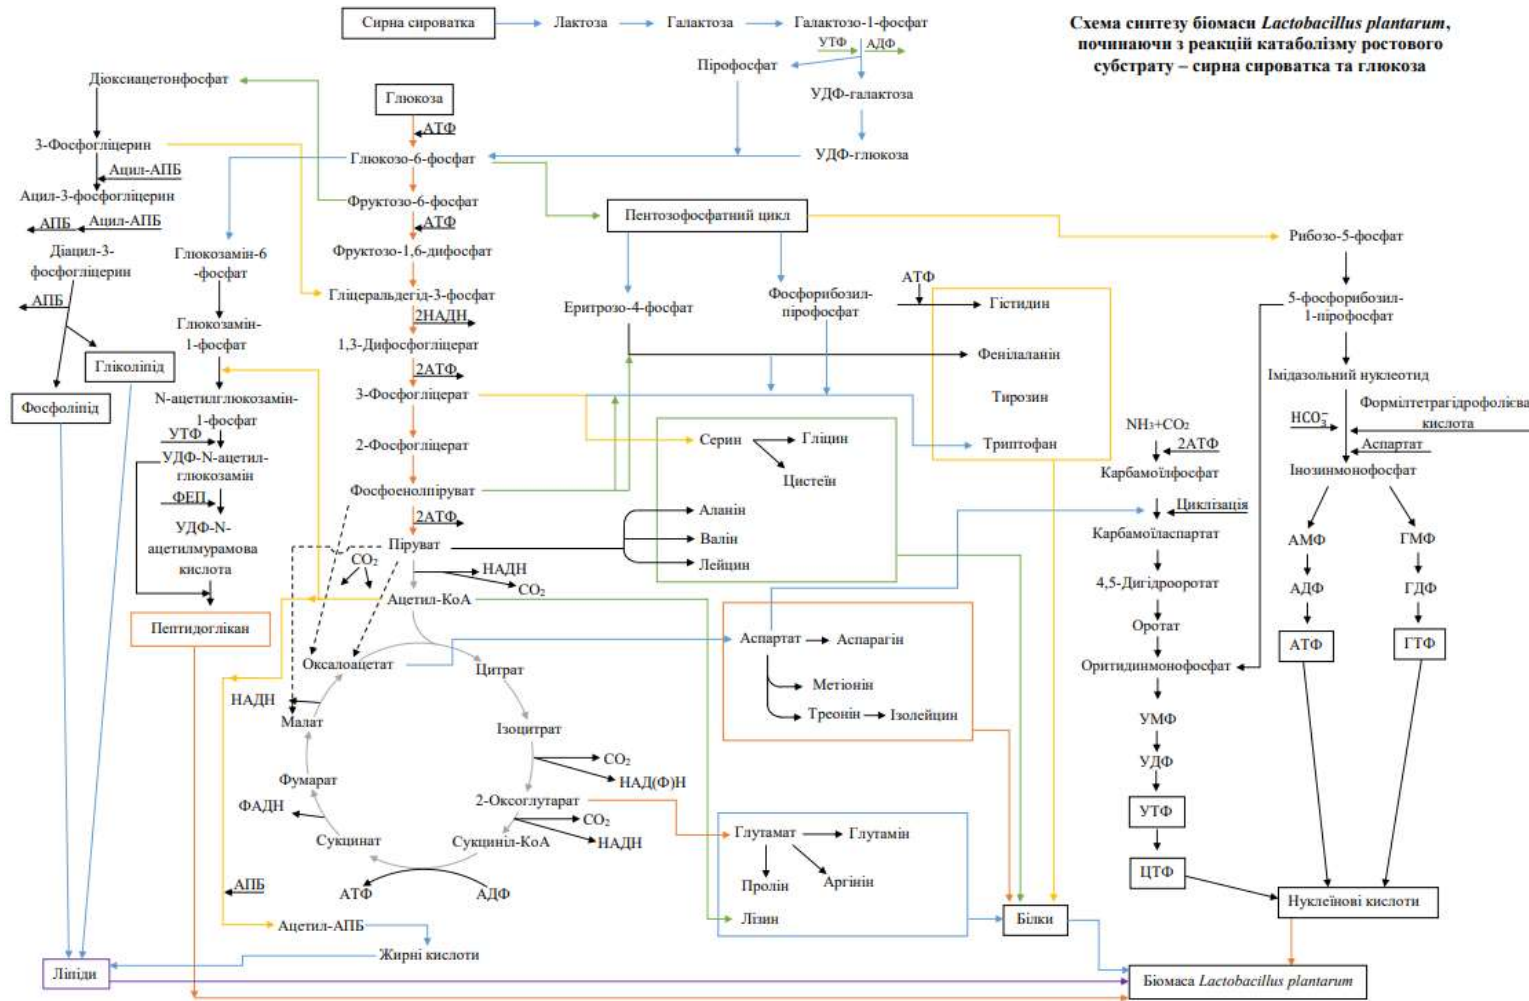 Схема синтезу біомаси Lactobacillus plantarum,
починаючи з реакцій катаболізму ростового
субстрату – сирна сироватка та глюкоза
Сирна сироватка
Лактоза
Галактоза
Галактозо-1-фосфат
УТФ
АДФ
Пірофосфат
УДФ-галактоза
УДФ-глюкоза
Діоксиацетонфосфат
3-Фосфогліцерин
Ацил-АПБ
Ацил-3-фосфогліцерин
АПБ
Ацил-АПБ
Діацил-3-
фосфогліцерин
АПБ
Гліколіпід
Фосфоліпід
Глюкоза
АТФ
Глюкозо-6-фосфат
Фруктозо-6-фосфат
АТФ
Фруктозо-1,6-дифосфат
Гліцеральдегід-3-фосфат
2НАДН
1,3-Дифосфогліцерат
2АТФ
3-Фосфогліцерат
2-Фосфогліцерат
Фосфоенолпіруват
2АТФ
Піруват
CO₂
НАДН
CO₂
Ацетил-КоА
Глюкозамін-6
-фосфат
Глюкозамін-
1-фосфат
N-ацетилглюкозамін-
1-фосфат
УТФ
УДФ-N-ацетил-
глюкозамін
ФЕП
УДФ-N-
ацетилмурамова
кислота
Пептидоглікан
Оксалоацетат
Цитрат
Ізоцитрат
CO₂
НАД(Ф)Н
2-Оксоглутарат
CO₂
НАДН
Сукциніл-КоА
АДФ
АТФ
Сукцинат
ФАДН
Фумарат
Малат
НАДН
АПБ
Ацетил-АПБ
Жирні кислоти
Ліпіди
Пентозофосфатний цикл
Еритрозо-4-фосфат
Фосфорибозил-
пірофосфат
АТФ
Гістидин
Фенілаланін
Тирозин
Триптофан
Серин
Гліцин
Цистеїн
Аланін
Валін
Лейцин
Аспартат
Аспарагін
Метіонін
Треонін
Ізолейцин
Глутамат
Глутамін
Пролін
Аргінін
Лізин
Білки
Рибозо-5-фосфат
5-фосфорибозил-
1-пірофосфат
Імідазольний нуклеотид
HCO₃⁻
Формілтетрагідрофолієва
кислота
Аспартат
Інозинмонофосфат
АМФ
ГМФ
АДФ
ГДФ
АТФ
ГТФ
NH₃+CO₂
2АТФ
Карбамоїлфосфат
Циклізація
Карбамоїласпартат
4,5-Дигідрооротат
Оротат
Оритидинмонофосфат
УМФ
УДФ
УТФ
ЦТФ
Нуклеїнові кислоти
Біомаса Lactobacillus plantarum